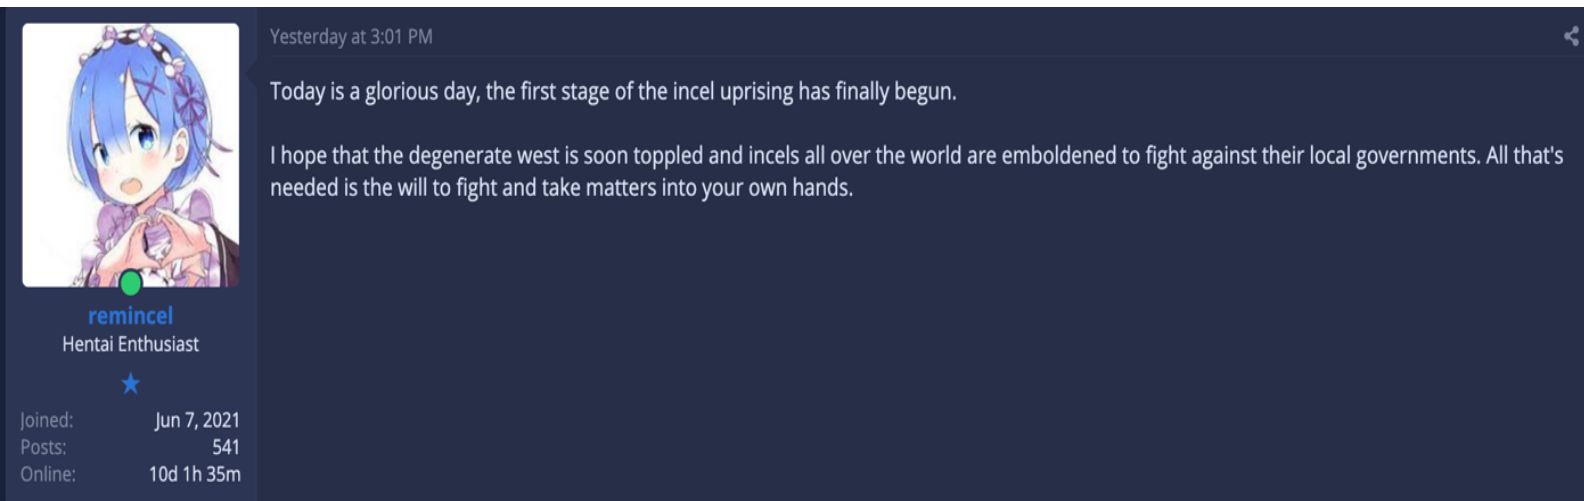 Yesterday at 3:01 PM
Today is a glorious day, the first stage of the incel uprising has finally begun.
I hope that the degenerate west is soon toppled and incels all over the world are emboldened to fight against their local governments. All that's
needed is the will to fight and take matters into your own hands.
remincel
Hentai Enthusiast
Joined: Jun 7, 2021
Posts: 541
Online: 10d 1h 35m